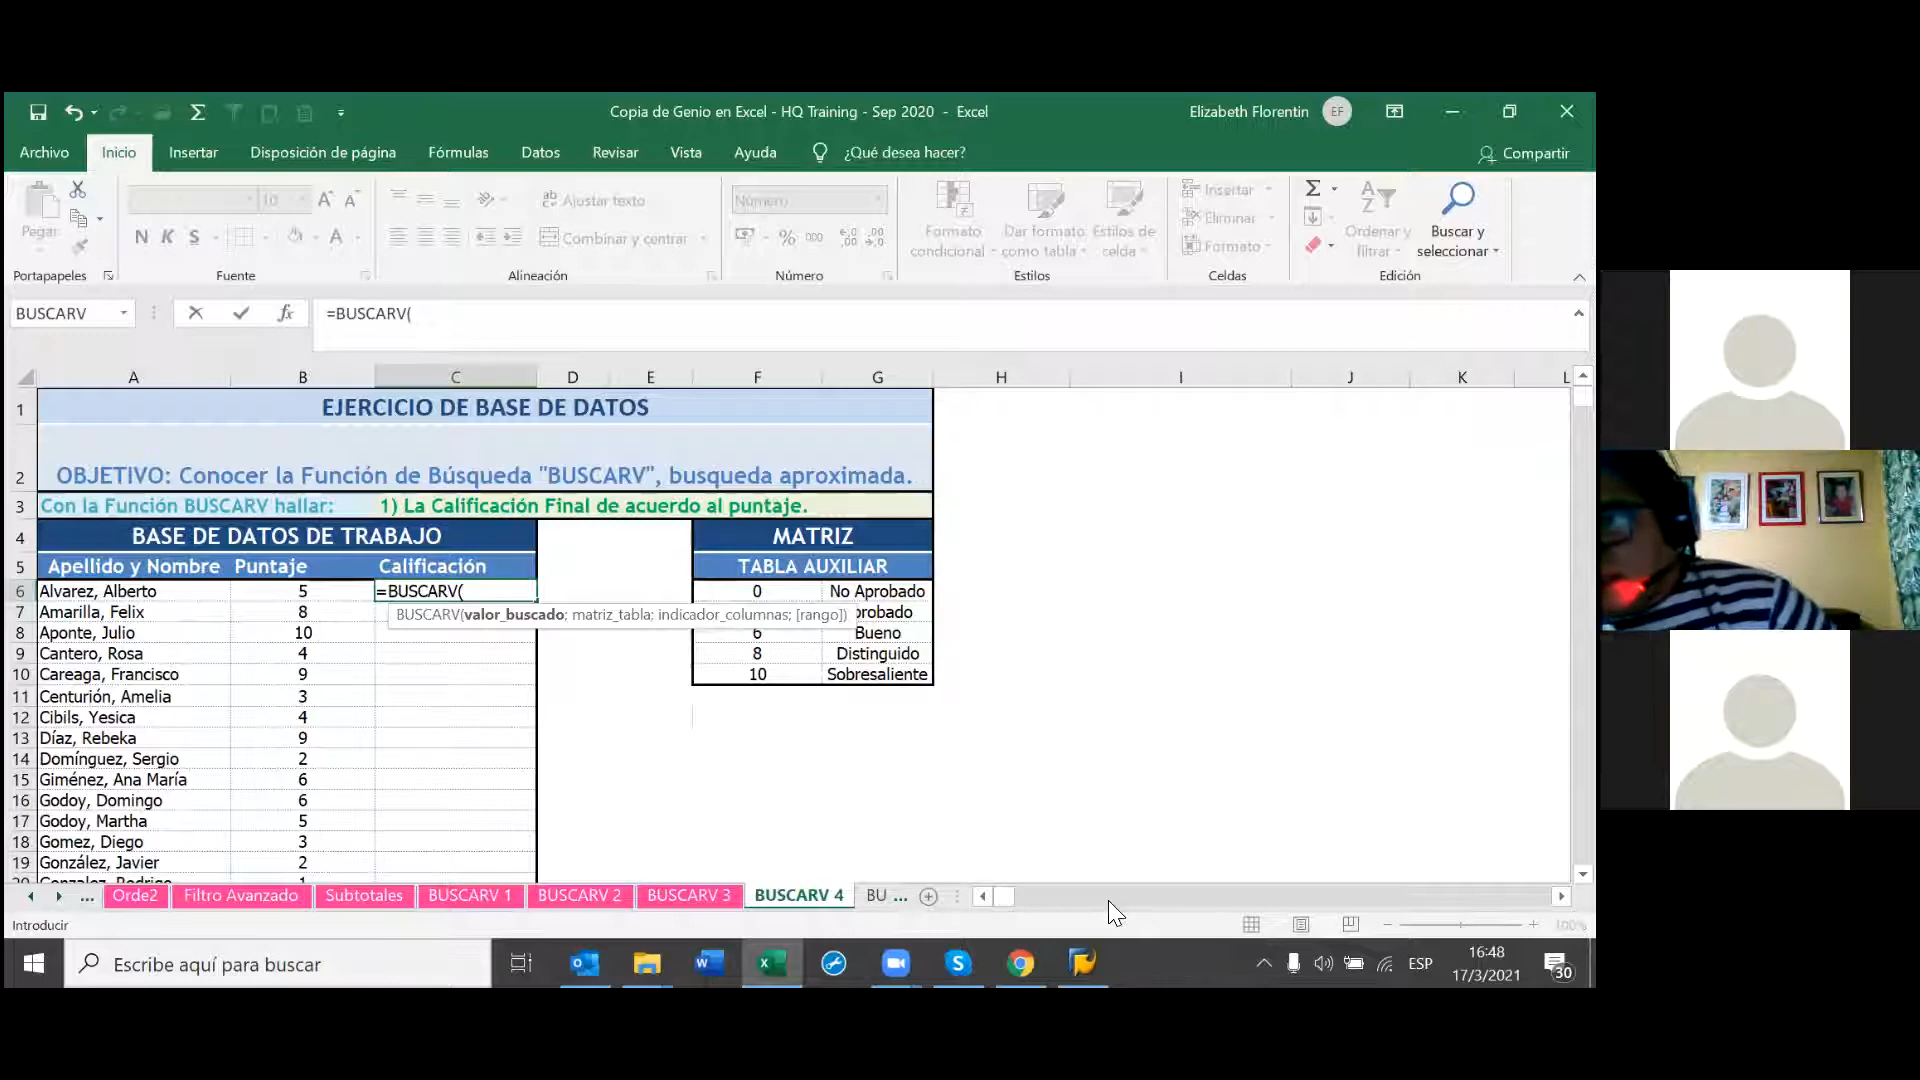 Copia de Genio en Excel - HQ Training - Sep 2020 - Excel
Elizabeth Florentin
EF
Archivo Inicio Insertar Disposición de página Fórmulas Datos Revisar Vista Ayuda ¿Qué desea hacer? Compartir
Pegar
10
Ajustar texto
Combinar y centrar
Número
Formato condicional
Dar formato como tabla
Estilos de celda
Insertar
Eliminar
Formato
Ordenar y filtrar
Buscar y seleccionar
N K S
% 000
Portapapeles Fuente Alineación Número Estilos Celdas Edición
BUSCARV fx =BUSCARV(
A B C D E F G H I J K L
1 EJERCICIO DE BASE DE DATOS
2 OBJETIVO: Conocer la Función de Búsqueda "BUSCARV", busqueda aproximada.
3 Con la Función BUSCARV hallar: 1) La Calificación Final de acuerdo al puntaje.
4 BASE DE DATOS DE TRABAJO MATRIZ
5 Apellido y Nombre Puntaje Calificación TABLA AUXILIAR
6 Alvarez, Alberto 5 =BUSCARV( 0 No Aprobado
BUSCARV(valor_buscado; matriz_tabla; indicador_columnas; [rango])
7 Amarilla, Felix 8 probado
8 Aponte, Julio 10 6 Bueno
9 Cantero, Rosa 4 8 Distinguido
10 Careaga, Francisco 9 10 Sobresaliente
11 Centurión, Amelia 3
12 Cibils, Yesica 4
13 Díaz, Rebeka 9
14 Domínguez, Sergio 2
15 Giménez, Ana María 6
16 Godoy, Domingo 6
17 Godoy, Martha 5
18 Gomez, Diego 3
19 González, Javier 2
... Orde2 Filtro Avanzado Subtotales BUSCARV 1 BUSCARV 2 BUSCARV 3 BUSCARV 4 BU ...
Introducir
100%
Escribe aquí para buscar
ESP
16:48
17/3/2021
30